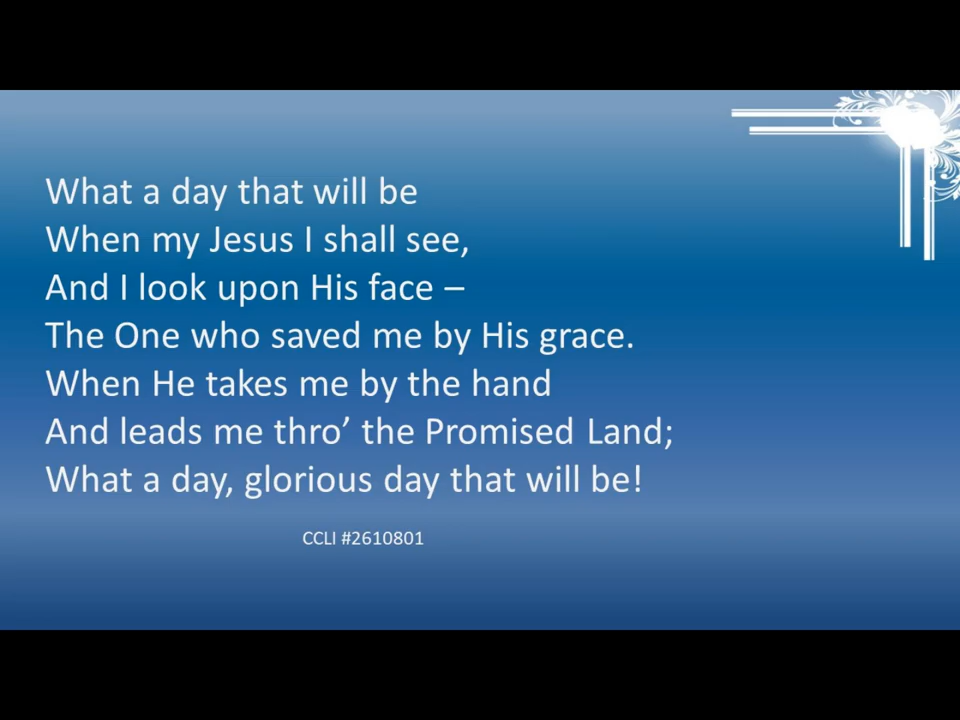 What a day that will be
When my Jesus I shall see,
And I look upon His face –
The One who saved me by His grace.
When He takes me by the hand
And leads me thro’ the Promised Land;
What a day, glorious day that will be!
CCLI #2610801